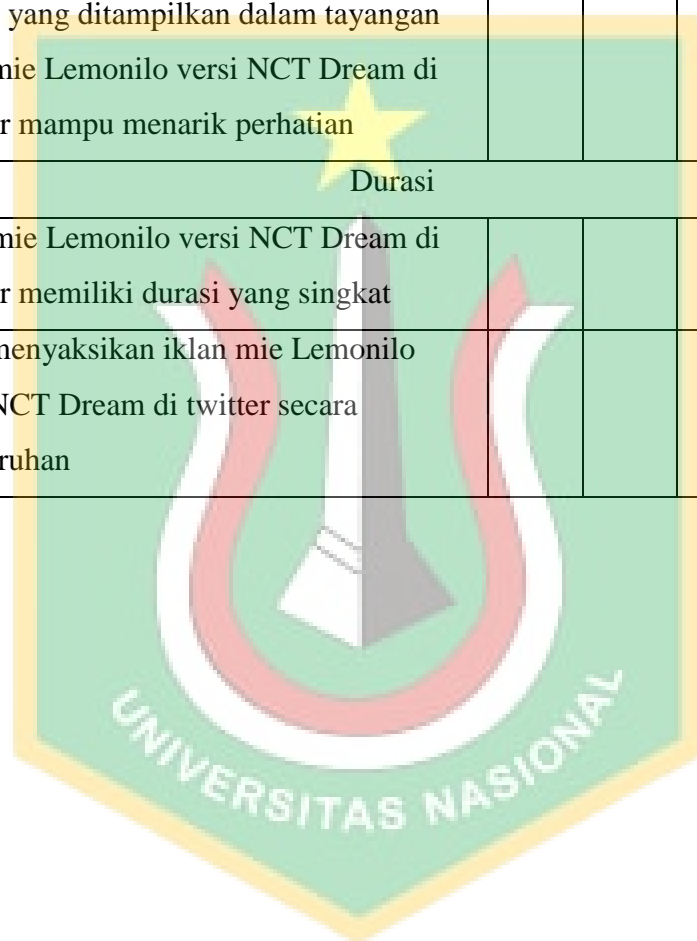 yang ditampilkan dalam tayangan
mie Lemonilo versi NCT Dream di
r mampu menarik perhatian
Durasi
mie Lemonilo versi NCT Dream di
r memiliki durasi yang singkat
menyaksikan iklan mie Lemonilo
NCT Dream di twitter secara
ruhan
UNIVERSITAS NASIONAL